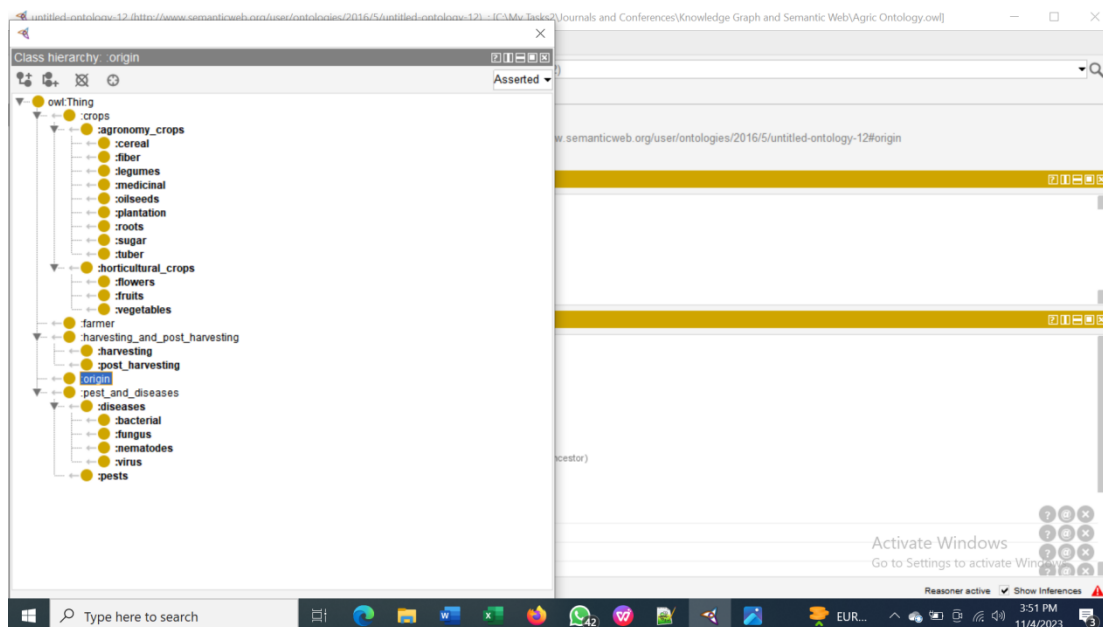 untitled-ontology-12 (http://www.semanticweb.org/user/ontologies/2016/5/untitled-ontology-12) : [C:\My Tasks2\Journals and Conferences\Knowledge Graph and Semantic Web\Agric Ontology.owl]
Class hierarchy: :origin
Asserted
owl:Thing
:crops
:agronomy_crops
:cereal
:fiber
:legumes
:medicinal
:oilseeds
:plantation
:roots
:sugar
:tuber
:horticultural_crops
:flowers
:fruits
:vegetables
:farmer
:harvesting_and_post_harvesting
:harvesting
:post_harvesting
:origin
:pest_and_diseases
:diseases
:bacterial
:fungus
:nematodes
:virus
:pests
w.semanticweb.org/user/ontologies/2016/5/untitled-ontology-12#origin
ncestor)
Activate Windows
Go to Settings to activate Windows
Reasoner active Show Inferences
Type here to search
42
EUR...
3:51 PM
11/4/2023
3